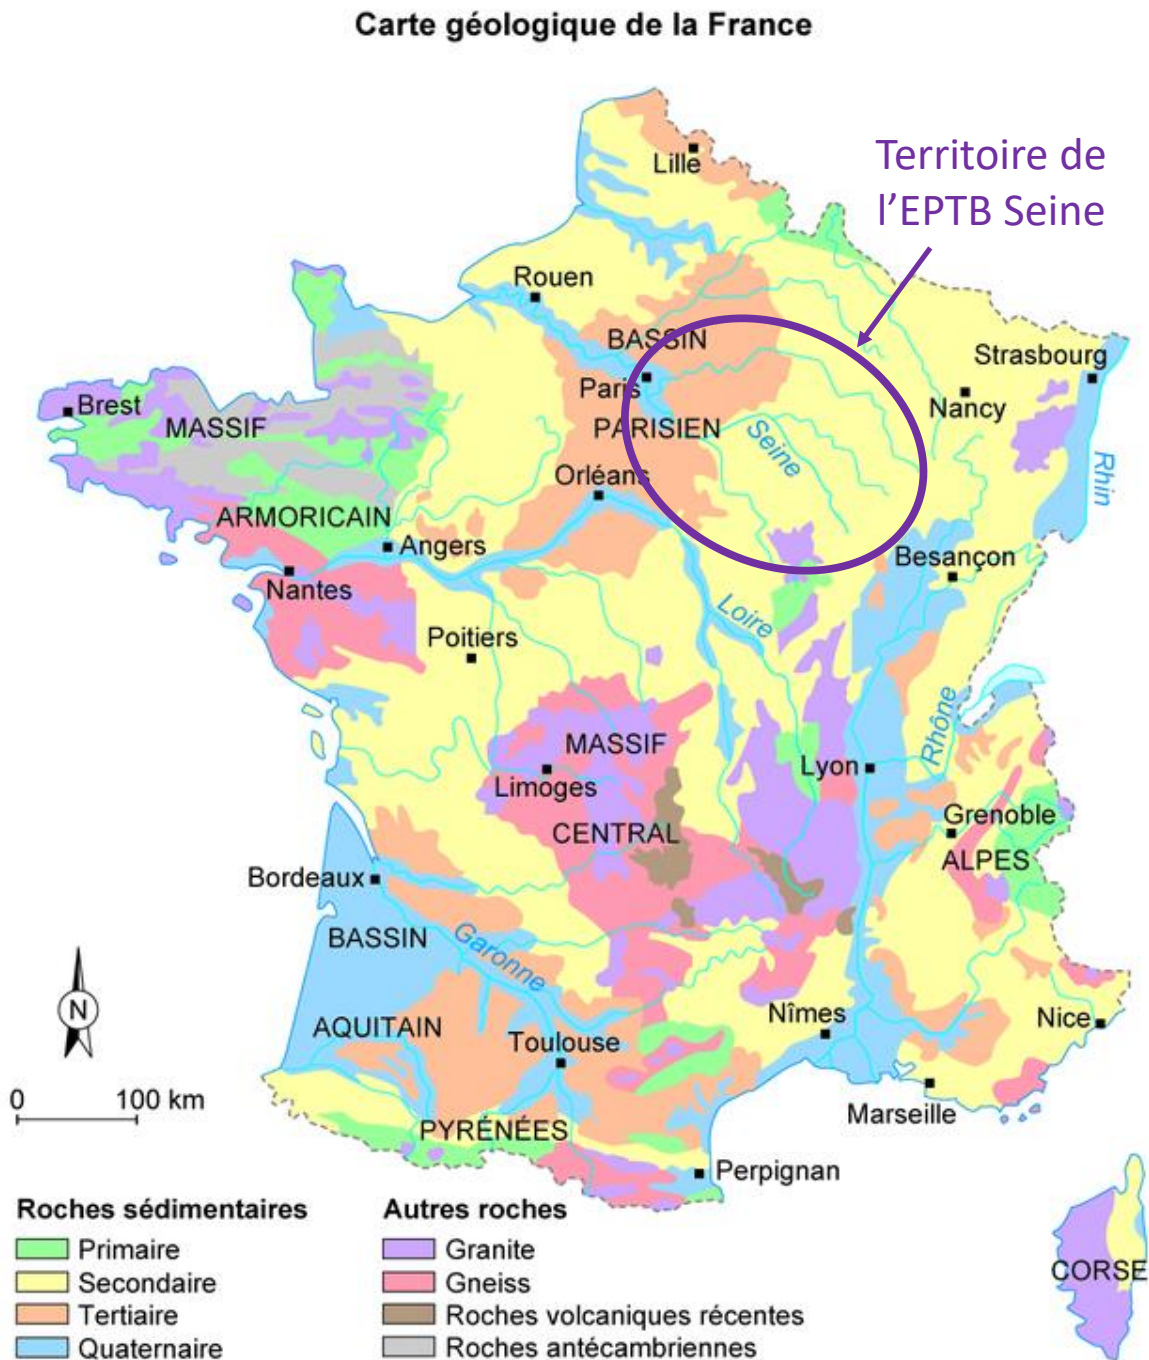 Carte géologique de la France
Territoire de
l’EPTB Seine
Lille
Rouen
BASSIN
Strasbourg
Paris
Nancy
Brest
MASSIF
PARISIEN
Seine
Rhin
Orléans
ARMORICAIN
Angers
Besançon
Nantes
Loire
Poitiers
Rhône
MASSIF
Lyon
Limoges
Grenoble
CENTRAL
ALPES
Bordeaux
BASSIN
Garonne
N
AQUITAIN
Toulouse
Nîmes
Nice
0 100 km
Marseille
PYRÉNÉES
Perpignan
Roches sédimentaires
Primaire
Secondaire
Tertiaire
Quaternaire
Autres roches
Granite
Gneiss
Roches volcaniques récentes
Roches antécambriennes
CORSE